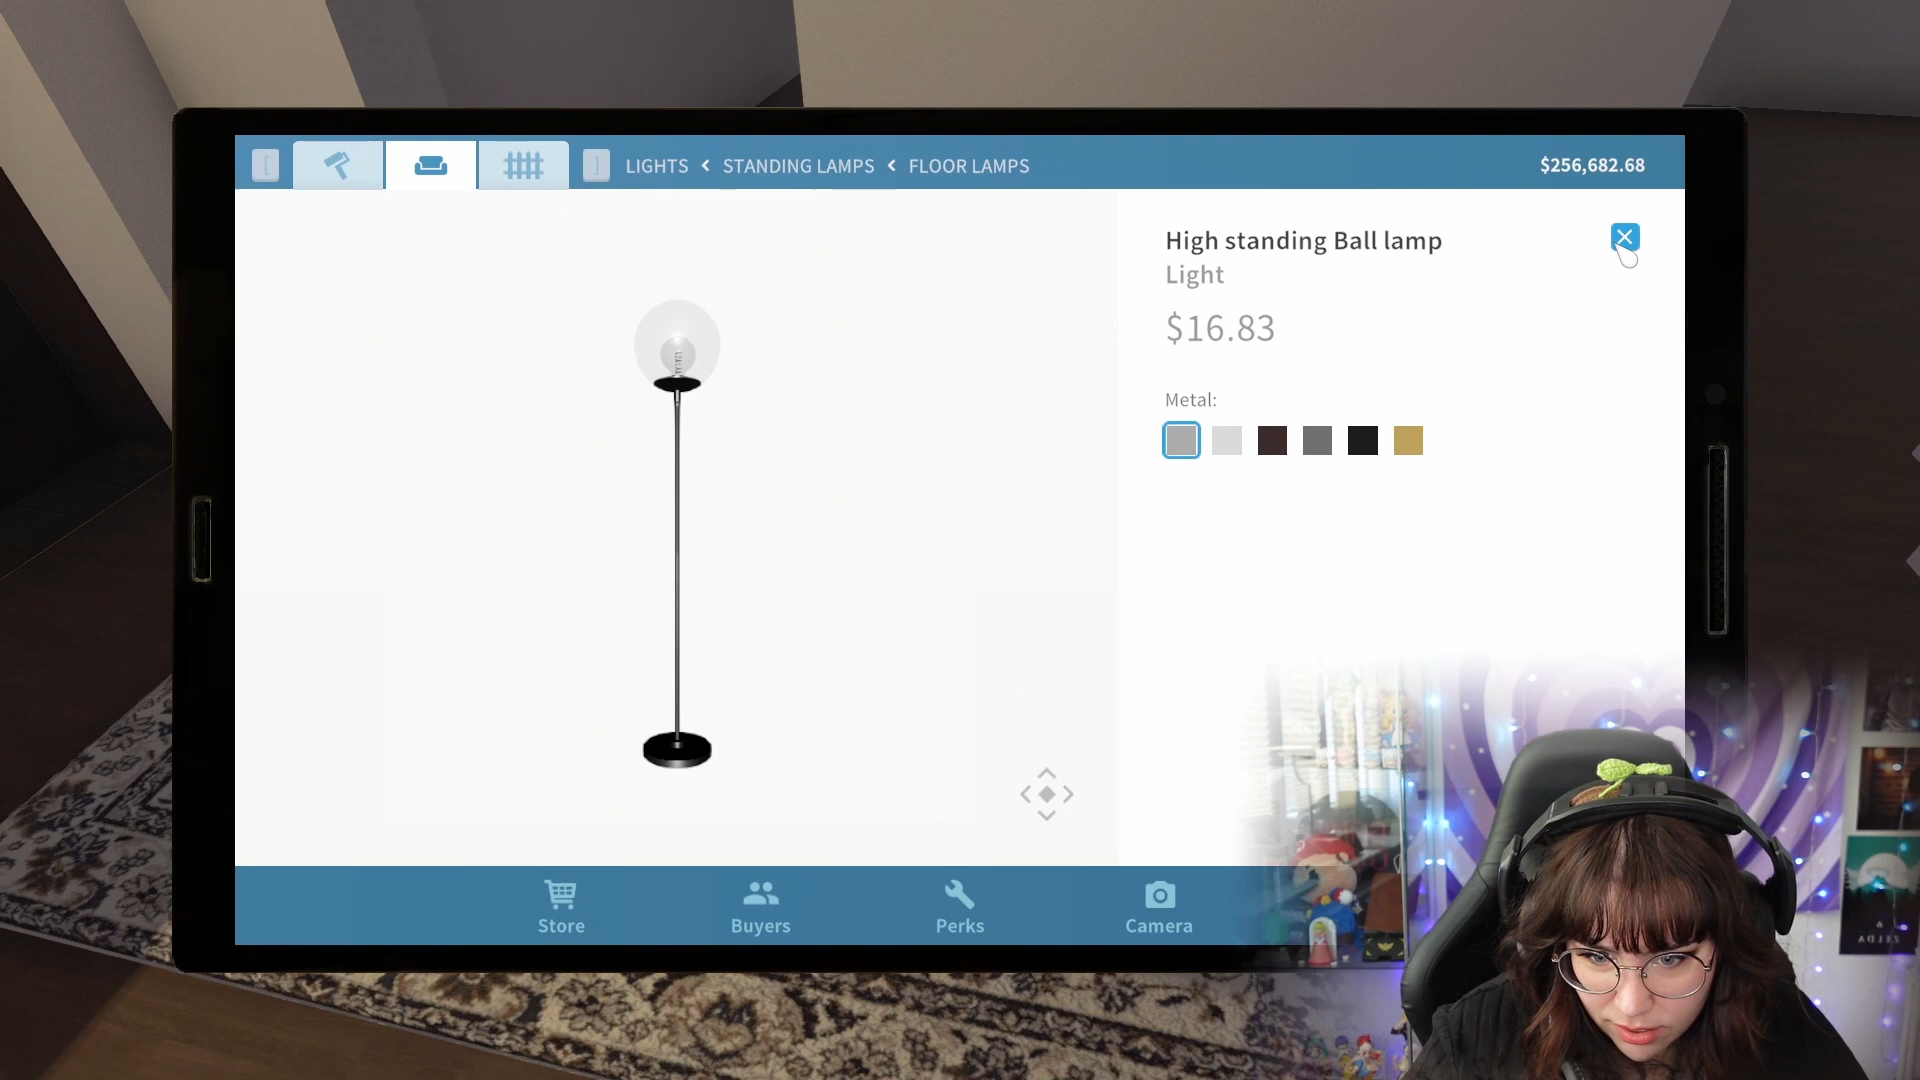 [
]
LIGHTS < STANDING LAMPS < FLOOR LAMPS
$256,682.68
High standing Ball lamp
Light
$16.83
Metal:
Store
Buyers
Perks
Camera